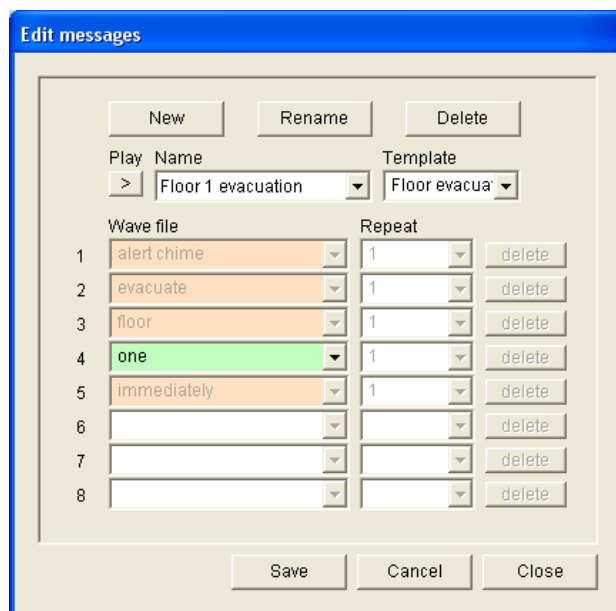 Edit messages
New Rename Delete
Play Name Template
> Floor 1 evacuation Floor evacuat
Wave file Repeat
1 alert chime 1 delete
2 evacuate 1 delete
3 floor 1 delete
4 one 1 delete
5 immediately 1 delete
6 delete
7 delete
8 delete
Save Cancel Close